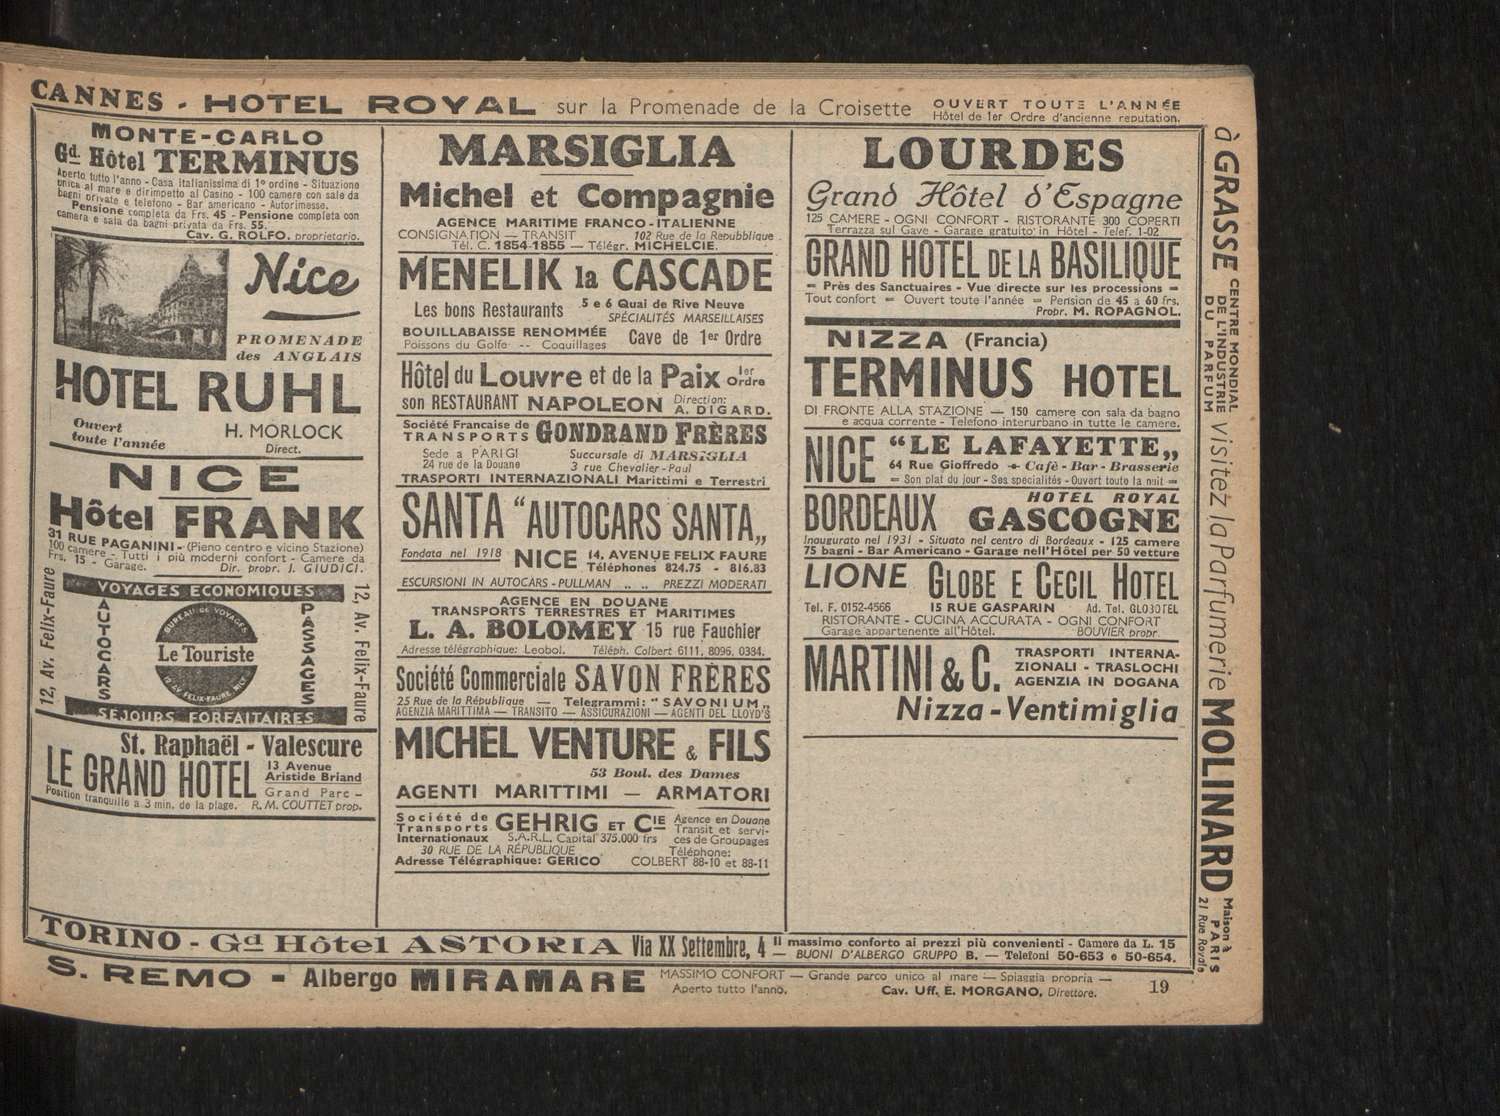 CANNES - HOTEL ROYAL sur la Promenade de la Croisette OUVERT TOUTE L'ANNÉE
Hôtel de 1er Ordre d'ancienne reputation.
MONTE-CARLO
Gd. Hôtel TERMINUS
Aperto tutto l'anno - Casa Italianissima di 1º ordine - Situazione
unica al mare e dirimpetto al Casino - 100 camere con sala da
bagni private e telefono - Bar americano - Autorimesse.
Pensione completa da Frs. 45 - Pensione completa con
camera e sala da bagni privata da Frs. 55.
Cav. G. ROLFO, proprietario.
Nice
PROMENADE
des ANGLAIS
HOTEL RUHL
Ouvert
toute l'année
H. MORLOCK
Direct.
NICE
Hôtel FRANK
31 RUE PAGANINI - (Pieno centro e vicino Stazione)
100 camere - Tutti i più moderni confort - Camere da
Frs. 15 - Garage. Dir. propr. J. GIUDICI.
12, Av. Felix-Faure
VOYAGES ECONOMIQUES
AUTOCARS
BUREAU DE VOYAGES
Le Touriste
12 AV FELIX-FAURE NICE
PASSAGES
SEJOURS FORFAITAIRES
12, Av. Felix-Faure
St. Raphaël - Valescure
LE GRAND HOTEL 13 Avenue
Aristide Briand
Grand Parc -
Position tranquille a 3 min. de la plage. R. M. COUTTET prop.
MARSIGLIA
Michel et Compagnie
AGENCE MARITIME FRANCO-ITALIENNE
CONSIGNATION — TRANSIT 102 Rue de la Republique.
Tél. C. 1854-1855 — Télégr. MICHELCIE.
MENELIK la CASCADE
Les bons Restaurants 5 e 6 Quai de Rive Neuve
SPÉCIALITÉS MARSEILLAISES
BOUILLABAISSE RENOMMÉE
Poissons du Golfe -- Coquillages Cave de 1er Ordre
Hôtel du Louvre et de la Paix 1er Ordre
son RESTAURANT NAPOLEON Direction:
A. DIGARD.
Société Francaise de
TRANSPORTS GONDRAND FRÈRES
Sede a PARIGI Succursale di MARSIGLIA
24 rue de la Douane 3 rue Chevalier-Paul
TRASPORTI INTERNAZIONALI Marittimi e Terrestri
SANTA "AUTOCARS SANTA„
Fondata nel 1918 NICE 14, AVENUE FELIX FAURE
Téléphones 824.75 - 816.83
ESCURSIONI IN AUTOCARS-PULLMAN .. .. PREZZI MODERATI
AGENCE EN DOUANE
TRANSPORTS TERRESTRES ET MARITIMES
L. A. BOLOMEY 15 rue Fauchier
Adresse télégraphique: Leobol. Téléph. Colbert 6111, 8096, 0384.
Société Commerciale SAVON FRÈRES
25 Rue de la République — Telegrammi: "SAVONIUM„
AGENZIA MARITTIMA — TRANSITO — ASSICURAZIONI — AGENTI DEL LLOYD'S
MICHEL VENTURE & FILS
53 Boul. des Dames
AGENTI MARITTIMI — ARMATORI
Société de
Transports
Internationaux GEHRIG ET CIE
S.A.R.L. Capital 375.000 frs
30 RUE DE LA RÉPUBLIQUE
Adresse Télégraphique: GERICO
Agence en Douane
Transit et servi-
ces de Groupages
Téléphone:
COLBERT 88-10 et 88-11
LOURDES
Grand Hôtel d'Espagne
125 CAMERE - OGNI CONFORT - RISTORANTE 300 COPERTI
Terrazza sul Gave - Garage gratuito in Hôtel - Telef. 1-02
GRAND HOTEL DE LA BASILIQUE
= Près des Sanctuaires - Vue directe sur les processions =
Tout confort = Ouvert toute l'année = Pension de 45 a 60 frs.
Propr. M. ROPAGNOL.
NIZZA (Francia)
TERMINUS HOTEL
DI FRONTE ALLA STAZIONE — 150 camere con sala da bagno
e acqua corrente - Telefono interurbano in tutte le camere.
NICE "LE LAFAYETTE„
64 Rue Gioffredo - Cafè - Bar - Brasserie
= Son plat du jour - Ses spécialités - Ouvert toute la nuit =
BORDEAUX HOTEL ROYAL
GASCOGNE
Inaugurato nel 1931 - Situato nel centro di Bordeaux - 125 camere
75 bagni - Bar Americano - Garage nell'Hôtel per 50 vetture
LIONE GLOBE E CECIL HOTEL
Tel. F. 0152-4566 15 RUE GASPARIN Ad. Tel. GLOBOTEL
RISTORANTE - CUCINA ACCURATA - OGNI CONFORT
Garage appartenente all'Hôtel. BOUVIER propr.
MARTINI & C. TRASPORTI INTERNA-
ZIONALI - TRASLOCHI
AGENZIA IN DOGANA
Nizza - Ventimiglia
à GRASSE CENTRE MONDIAL
DE L'INDUSTRIE
DU PARFUM visitez la Parfumerie MOLINARD Maison à
PARIS
21 Rue Royale
TORINO - Gd Hôtel ASTORIA Via XX Settembre, 4 Il massimo conforto ai prezzi più convenienti - Camere da L. 15
— BUONI D'ALBERGO GRUPPO B. — Telefoni 50-653 e 50-654.
S. REMO - Albergo MIRAMARE MASSIMO CONFORT — Grande parco unico al mare — Spiaggia propria —
Aperto tutto l'anno. Cav. Uff. E. MORGANO, Direttore.
19